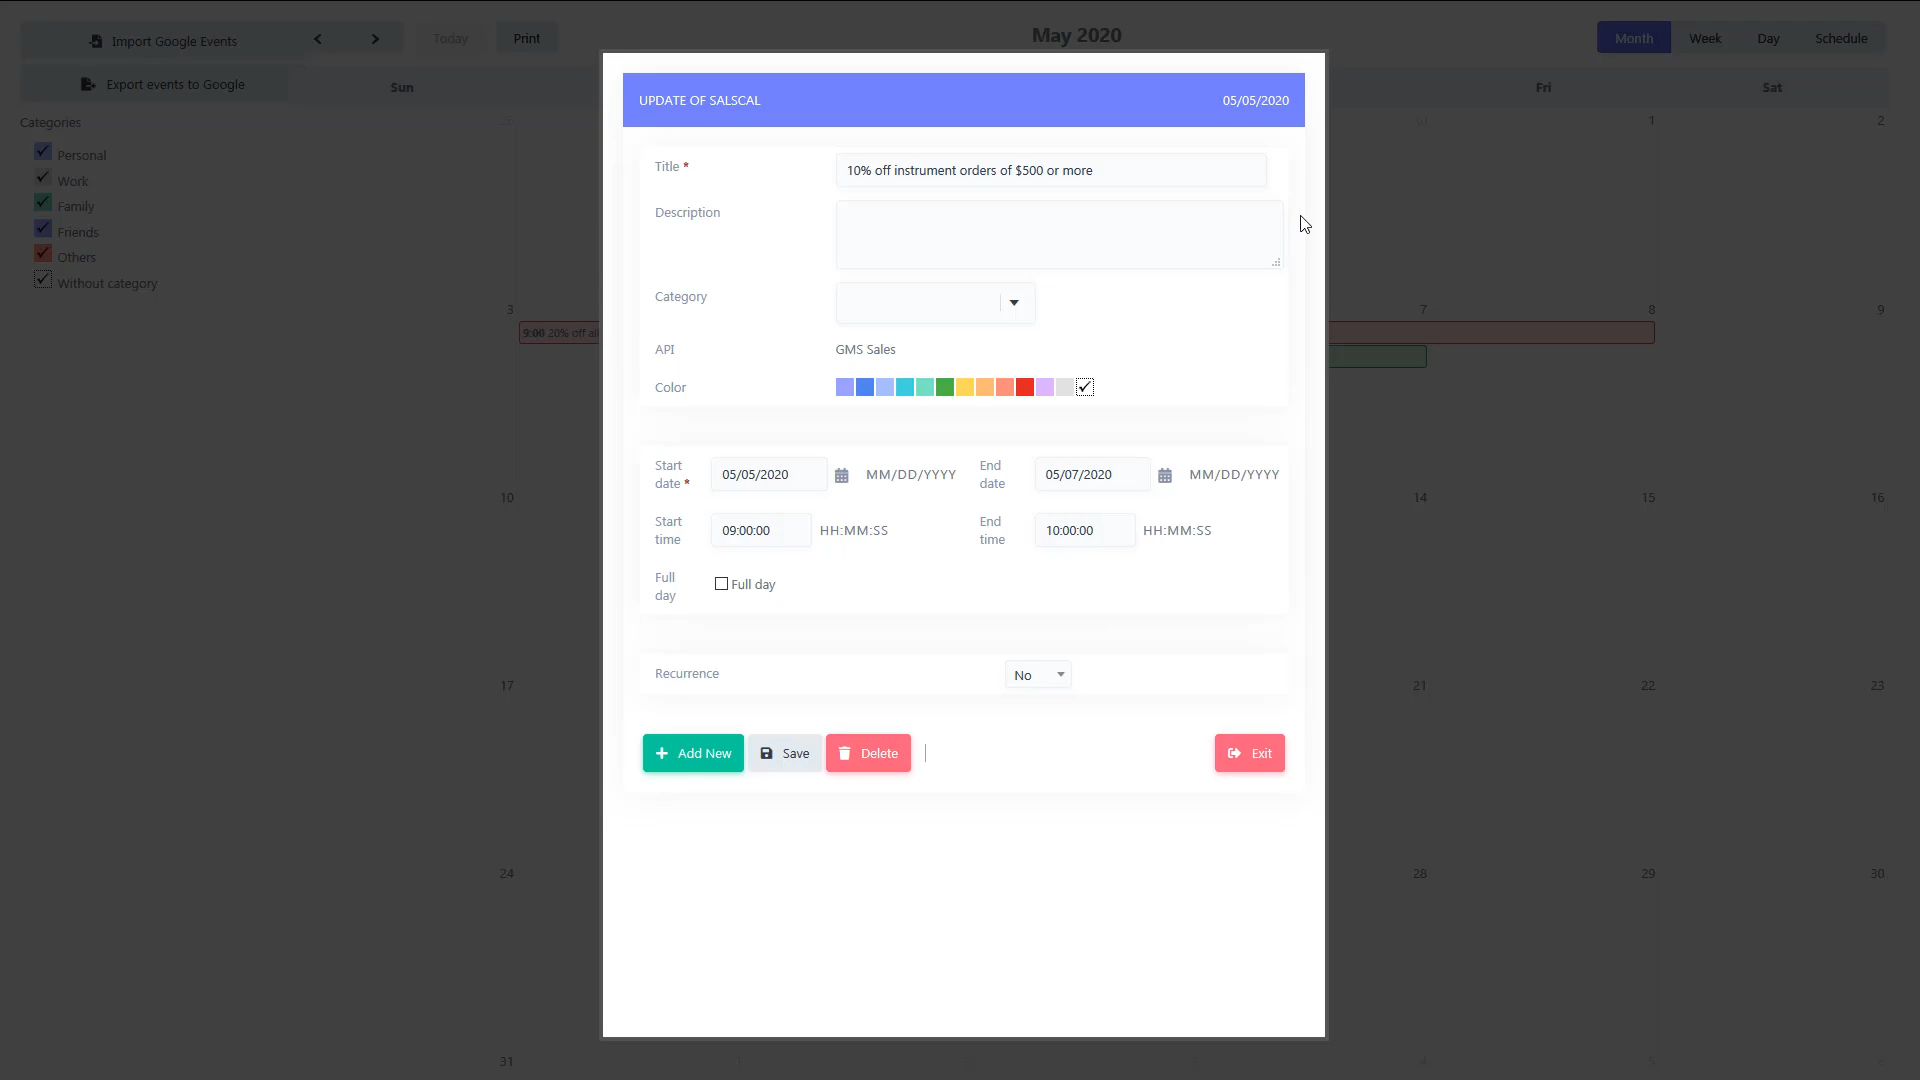 Import Google Events
Today
Print
May 2020
Month
Week
Day
Schedule
Export events to Google
Sun
Fri
Sat
Categories
Personal
Work
Family
Friends
Others
Without category
26
1
2
3
7
8
9
9:00 20% off all
10
14
15
16
17
21
22
23
24
28
29
30
31
UPDATE OF SALSCAL
05/05/2020
Title *
10% off instrument orders of $500 or more
Description
Category
API
GMS Sales
Color
Start date *
05/05/2020
MM/DD/YYYY
End date
05/07/2020
MM/DD/YYYY
Start time
09:00:00
HH:MM:SS
End time
10:00:00
HH:MM:SS
Full day
Full day
Recurrence
No
Add New
Save
Delete
Exit